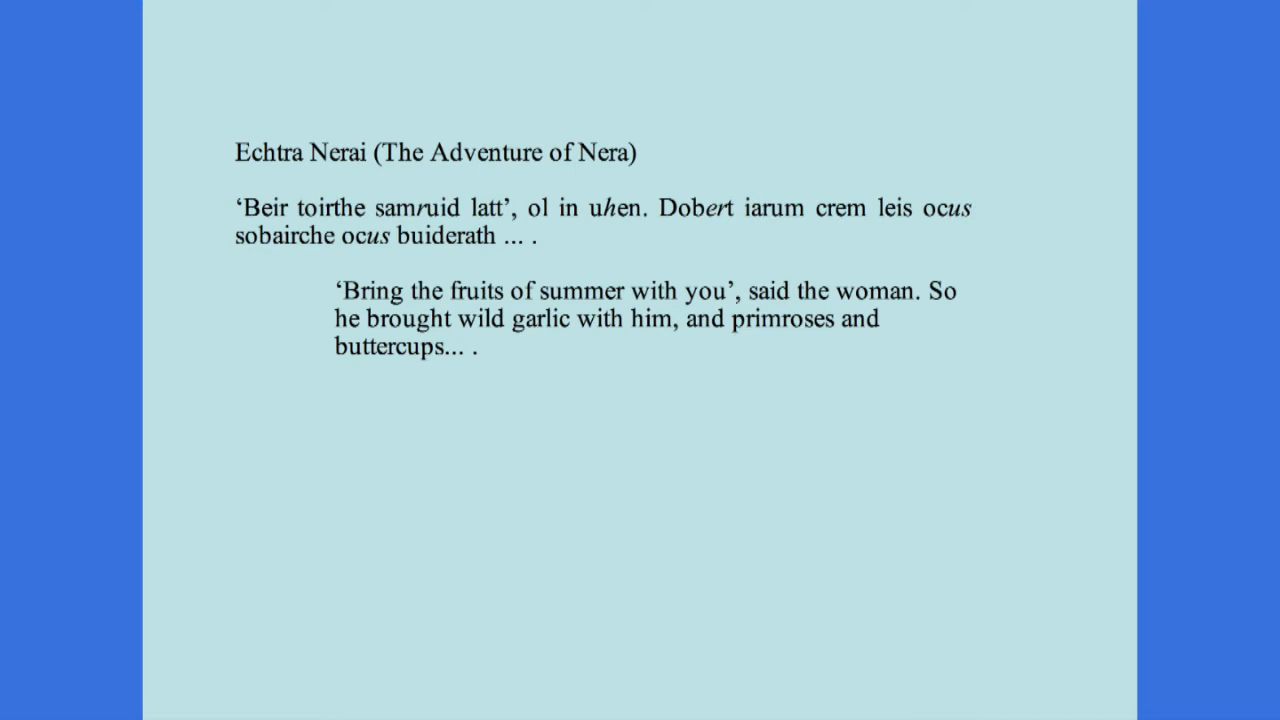 Echtra Nerai (The Adventure of Nera)
‘Beir toirthe samruid latt’, ol in uhen. Dobert iarum crem leis ocus
sobairche ocus buiderath ... .
‘Bring the fruits of summer with you’, said the woman. So
he brought wild garlic with him, and primroses and
buttercups... .